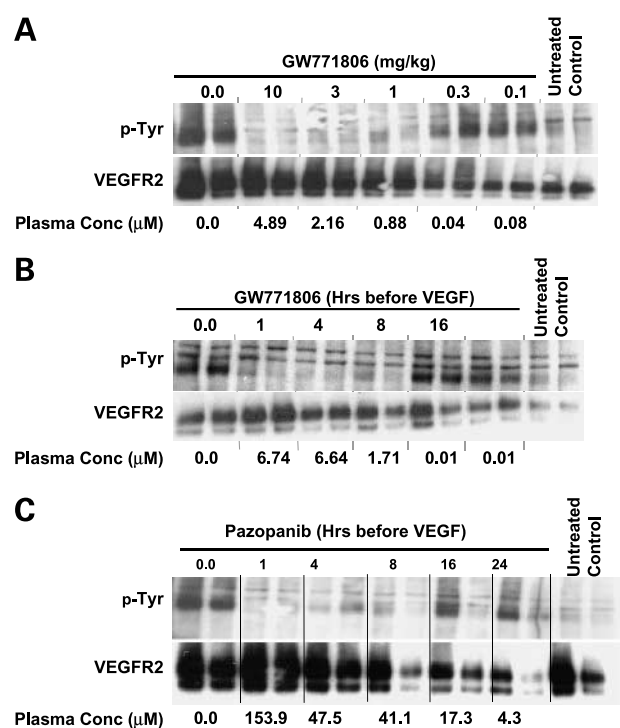 A
GW771806 (mg/kg)
Untreated
Control
0.0 10 3 1 0.3 0.1
p-Tyr
VEGFR2
Plasma Conc (μM) 0.0 4.89 2.16 0.88 0.04 0.08
B
GW771806 (Hrs before VEGF)
Untreated
Control
0.0 1 4 8 16
p-Tyr
VEGFR2
Plasma Conc (μM) 0.0 6.74 6.64 1.71 0.01 0.01
C
Pazopanib (Hrs before VEGF)
Untreated
Control
0.0 1 4 8 16 24
p-Tyr
VEGFR2
Plasma Conc (μM) 0.0 153.9 47.5 41.1 17.3 4.3